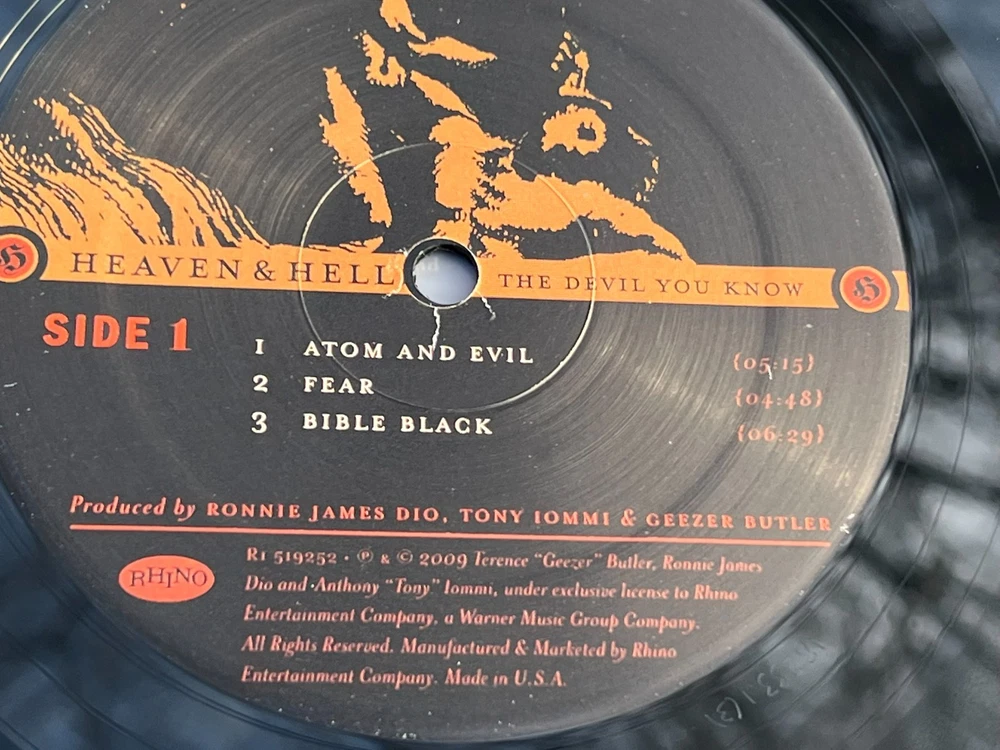 HEAVEN & HELL THE DEVIL YOU KNOW
SIDE 1
1 ATOM AND EVIL {05:15}
2 FEAR {04:48}
3 BIBLE BLACK {06:29}
Produced by RONNIE JAMES DIO, TONY IOMMI & GEEZER BUTLER
RHINO
R1 519252 · ℗ & © 2009 Terence "Geezer" Butler, Ronnie James
Dio and Anthony "Tony" Iommi, under exclusive license to Rhino
Entertainment Company, a Warner Music Group Company.
All Rights Reserved. Manufactured & Marketed by Rhino
Entertainment Company. Made in U.S.A.